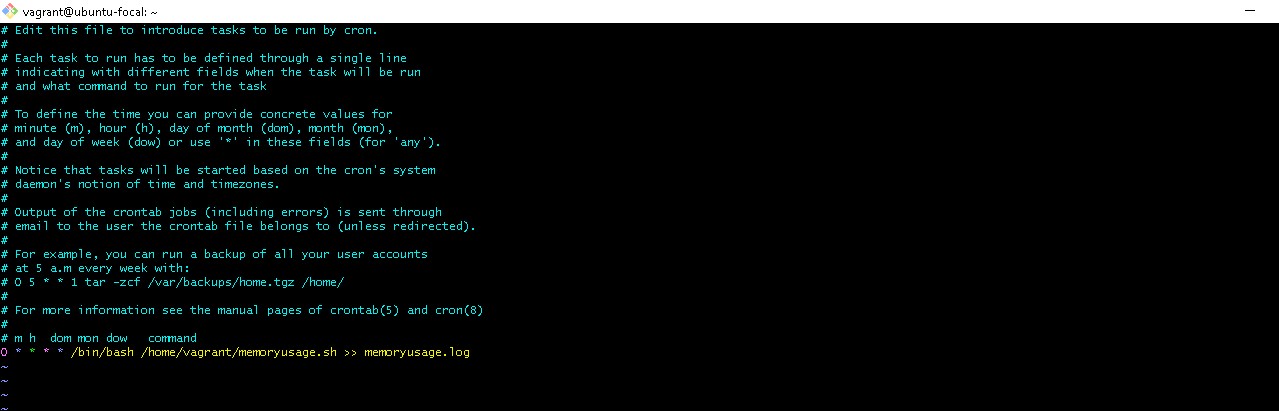 vagrant@ubuntu-focal: ~
# Edit this file to introduce tasks to be run by cron.
#
# Each task to run has to be defined through a single line
# indicating with different fields when the task will be run
# and what command to run for the task
#
# To define the time you can provide concrete values for
# minute (m), hour (h), day of month (dom), month (mon),
# and day of week (dow) or use '*' in these fields (for 'any').
#
# Notice that tasks will be started based on the cron's system
# daemon's notion of time and timezones.
#
# Output of the crontab jobs (including errors) is sent through
# email to the user the crontab file belongs to (unless redirected).
#
# For example, you can run a backup of all your user accounts
# at 5 a.m every week with:
# 0 5 * * 1 tar -zcf /var/backups/home.tgz /home/
#
# For more information see the manual pages of crontab(5) and cron(8)
#
# m h  dom mon dow   command
0 * * * * /bin/bash /home/vagrant/memoryusage.sh >> memoryusage.log
~
~
~
~